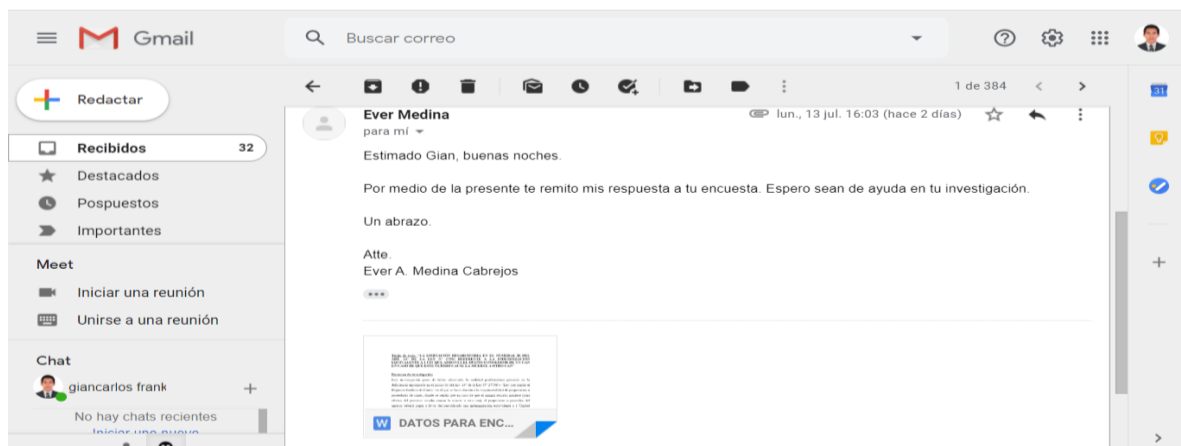 Gmail
Buscar correo
Redactar
1 de 384
31
Ever Medina
lun., 13 jul. 16:03 (hace 2 días)
para mí
Recibidos 32
Estimado Gian, buenas noches.
Destacados
Por medio de la presente te remito mis respuesta a tu encuesta. Espero sean de ayuda en tu investigación.
Pospuestos
Un abrazo.
Importantes
Atte.
Ever A. Medina Cabrejos
Meet
Iniciar una reunión
Unirse a una reunión
Chat
giancarlos frank
No hay chats recientes
Iniciar uno nuevo
W DATOS PARA ENC...